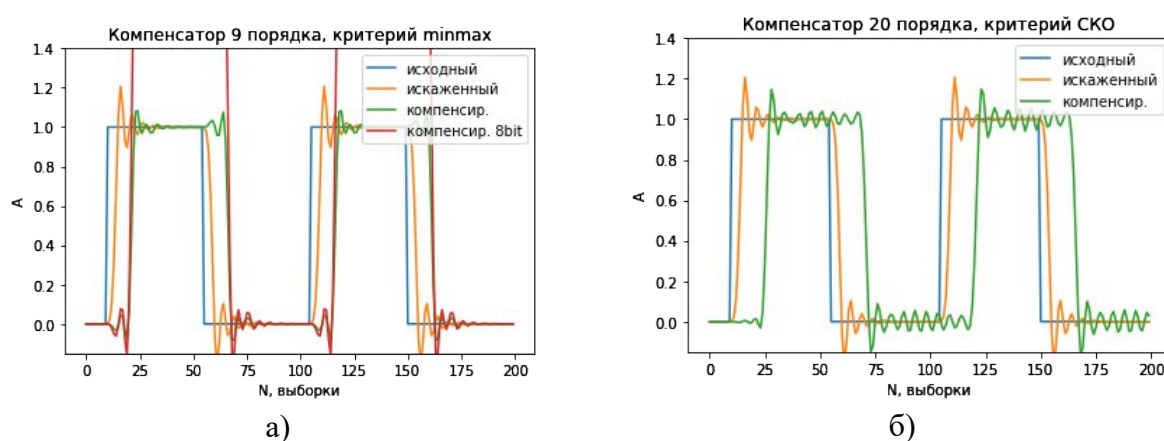 Компенсатор 9 порядка, критерий minmax
1.4
1.2
1.0
0.8
0.6
0.4
0.2
0.0
A
исходный
искаженный
компенсир.
компенсир. 8bit
0 25 50 75 100 125 150 175 200
N, выборки
а)
Компенсатор 20 порядка, критерий СКО
1.4
1.2
1.0
0.8
0.6
0.4
0.2
0.0
A
исходный
искаженный
компенсир.
0 25 50 75 100 125 150 175 200
N, выборки
б)